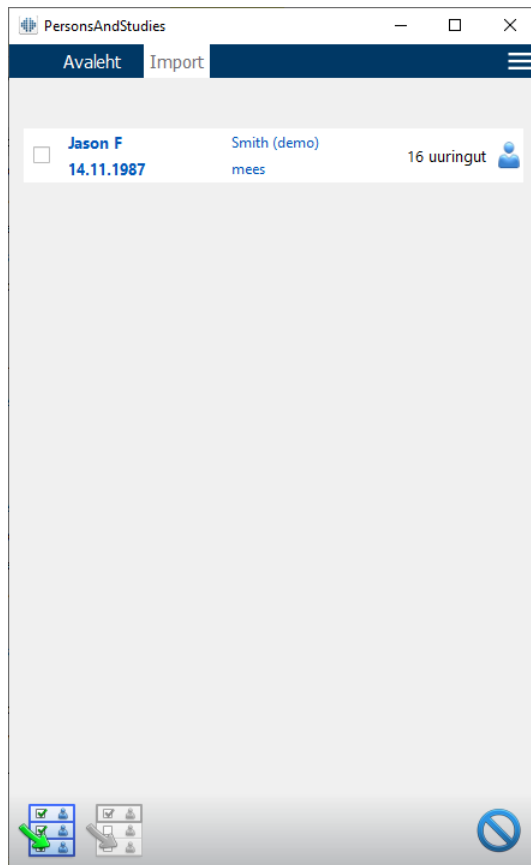 PersonsAndStudies
Avaleht Import
Jason F Smith (demo)
14.11.1987 mees
16 uuringut